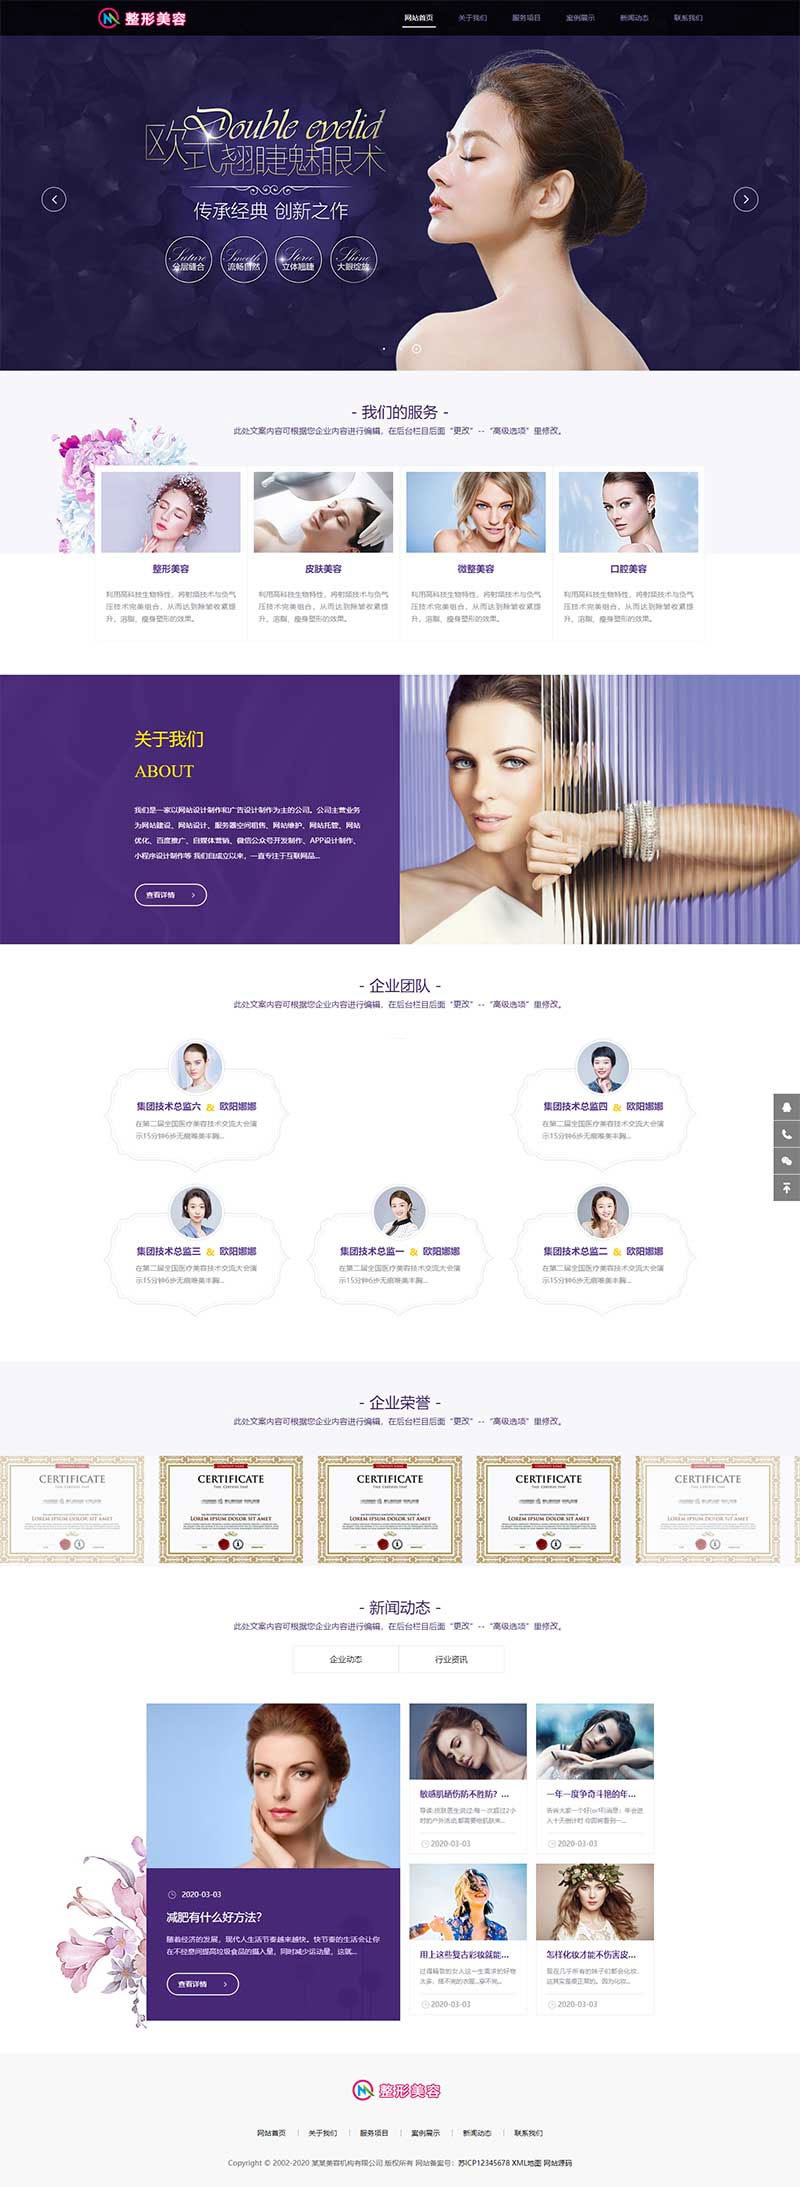 整形美容
网站首页 关于我们 服务项目 案例展示 新闻动态 联系我们
Double eyelid
欧式翘睫魅眼术
传承经典 创新之作
Suture Smooth Stereo Shine
分层缝合 流畅自然 立体翘睫 大眼绽放
- 我们的服务 -
此处文案内容可根据您企业内容进行编辑，在后台栏目后面“更改”--“高级选项”里修改。
整形美容 皮肤美容 微整美容 口腔美容
利用高科技生物特性，将射频技术与负气 利用高科技生物特性，将射频技术与负气 利用高科技生物特性，将射频技术与负气 利用高科技生物特性，将射频技术与负气
压技术完美组合，从而达到除皱收紧提 压技术完美组合，从而达到除皱收紧提 压技术完美组合，从而达到除皱收紧提 压技术完美组合，从而达到除皱收紧提
升，溶脂，瘦身塑形的效果。 升，溶脂，瘦身塑形的效果。 升，溶脂，瘦身塑形的效果。 升，溶脂，瘦身塑形的效果。
关于我们
ABOUT
我们是一家以网站设计制作和广告设计制作为主的公司。公司主营业务
为网站建设、网站设计、服务器空间租售、网站维护、网站托管、网站
优化、百度推广、自媒体营销、微信公众号开发制作、APP设计制作、
小程序设计制作等 我们自成立以来，一直专注于互联网品...
查看详情
- 企业团队 -
此处文案内容可根据您企业内容进行编辑，在后台栏目后面“更改”--“高级选项”里修改。
集团技术总监六 & 欧阳娜娜 集团技术总监四 & 欧阳娜娜
在第二届全国医疗美容技术交流大会演 在第二届全国医疗美容技术交流大会演
示15分钟6步无痕唯美丰胸... 示15分钟6步无痕唯美丰胸...
集团技术总监三 & 欧阳娜娜 集团技术总监一 & 欧阳娜娜 集团技术总监二 & 欧阳娜娜
在第二届全国医疗美容技术交流大会演 在第二届全国医疗美容技术交流大会演 在第二届全国医疗美容技术交流大会演
示15分钟6步无痕唯美丰胸... 示15分钟6步无痕唯美丰胸... 示15分钟6步无痕唯美丰胸...
- 企业荣誉 -
此处文案内容可根据您企业内容进行编辑，在后台栏目后面“更改”--“高级选项”里修改。
CERTIFICATE CERTIFICATE CERTIFICATE CERTIFICATE CERTIFICATE
LOREM IPSUM DOLOR SIT AMET LOREM IPSUM DOLOR SIT AMET LOREM IPSUM DOLOR SIT AMET LOREM IPSUM DOLOR SIT AMET LOREM IPSUM DOLOR SIT AMET
- 新闻动态 -
此处文案内容可根据您企业内容进行编辑，在后台栏目后面“更改”--“高级选项”里修改。
企业动态 行业资讯
2020-03-03
减肥有什么好方法?
随着经济的发展，现代人生活节奏越来越快。快节奏的生活会让你
在不经意间提高垃圾食品的摄入量，同时减少运动量，这就...
查看详情
敏感肌晒伤防不胜防? ...
导读:皮肤医生说过:每一次超过2小
时的户外活动,都需要给肌肤来...
2020-03-03
一年一度争奇斗艳的年...
告诉大家一个好(or坏)消息：年会进
入十天倒计时
2020-03-03
用上这些复古彩妆就能...
过得精致的女人这一生需求的好物
太多，擦不完的衣服...穿不完...
2020-03-03
怎样化妆才能不伤害皮...
现在几乎所有的妹子们都会化妆，
这其实是很正常的。因为化妆...
2020-03-03
整形美容
网站首页 | 关于我们 | 服务项目 | 案例展示 | 新闻动态 | 联系我们
Copyright © 2002-2020 某某美容机构有限公司 版权所有 网站备案号：苏ICP12345678 XML地图 网站源码